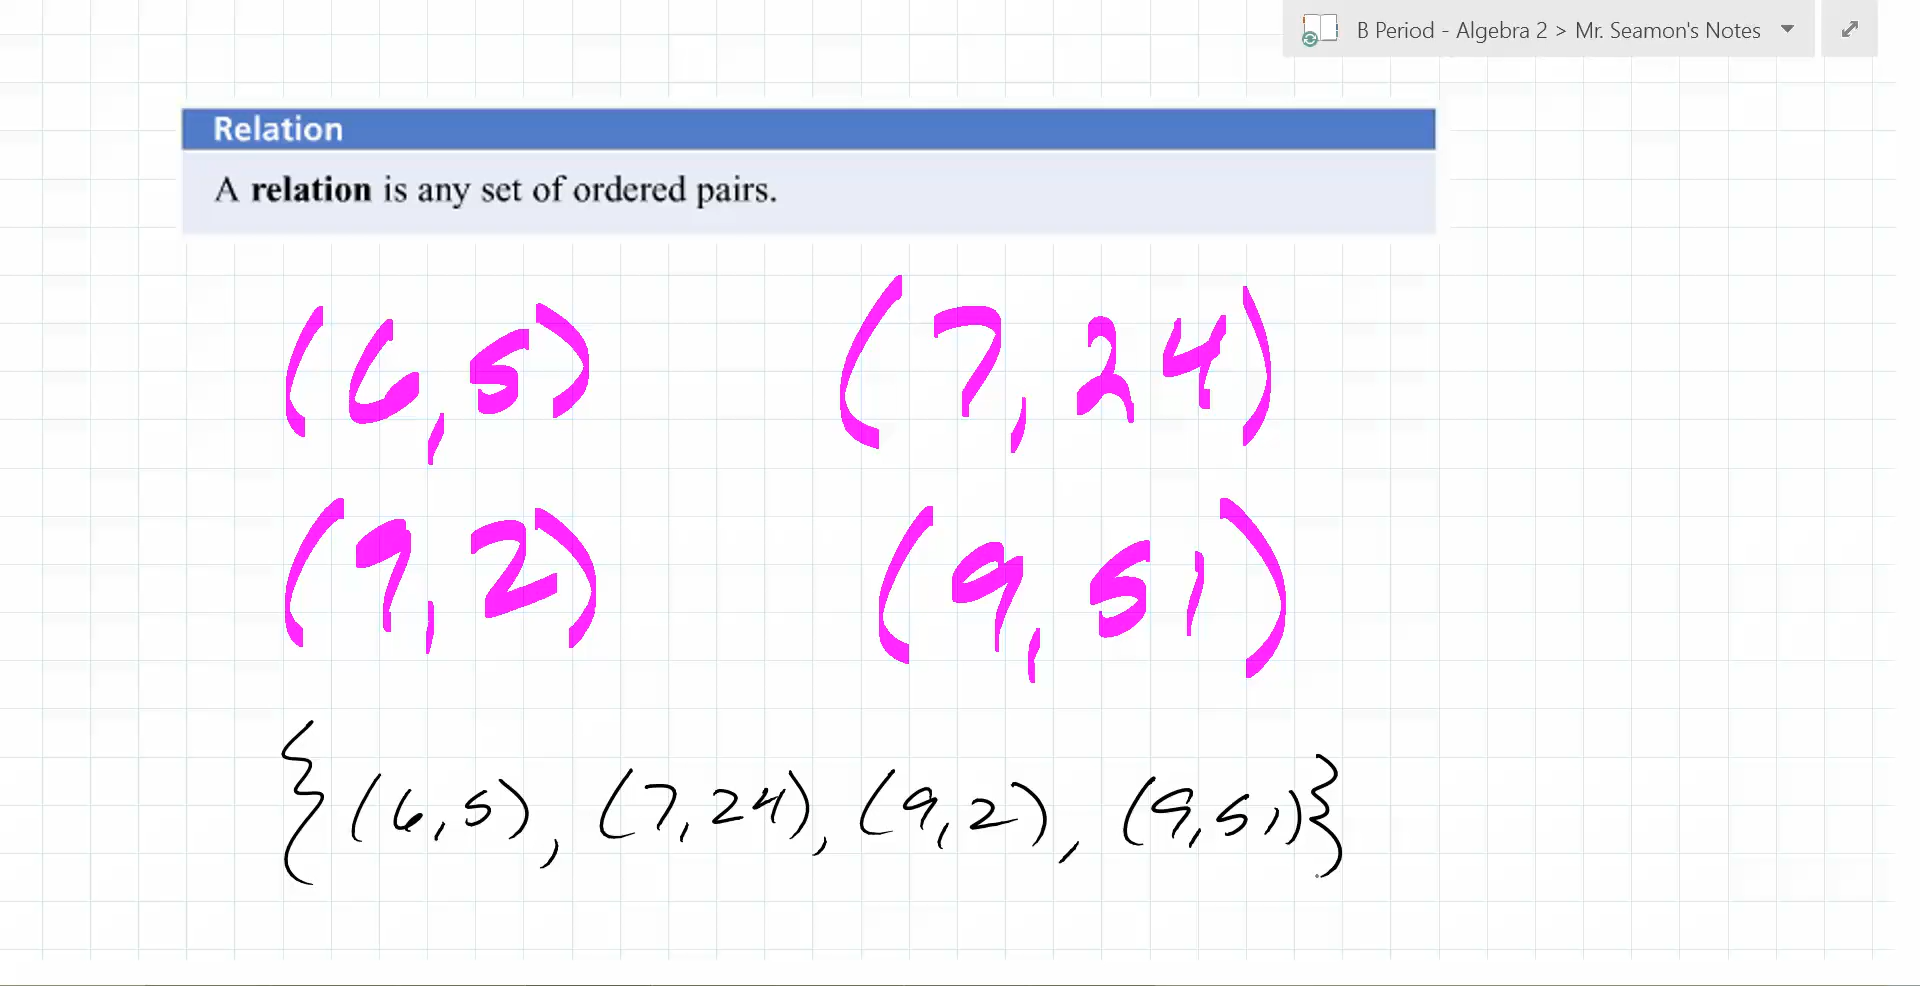 B Period - Algebra 2 > Mr. Seamon's Notes
Relation
A relation is any set of ordered pairs.
(6,5) (7,24)
(9,2) (9,51)
{(6,5), (7,24), (9,2), (9,51)}